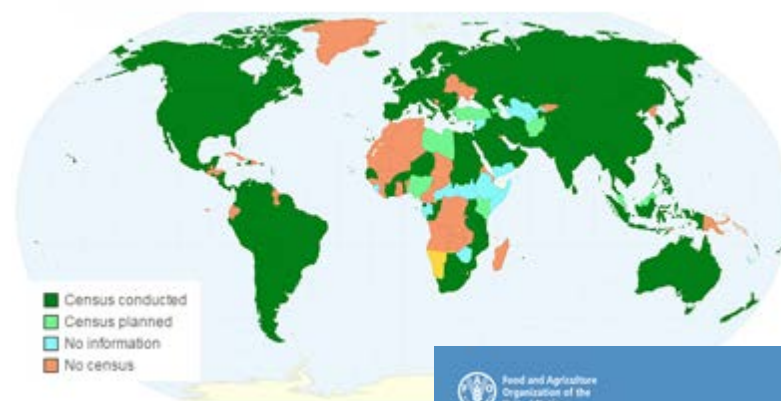 Census conducted
Census planned
No information
No census
Food and Agriculture
Organization of the